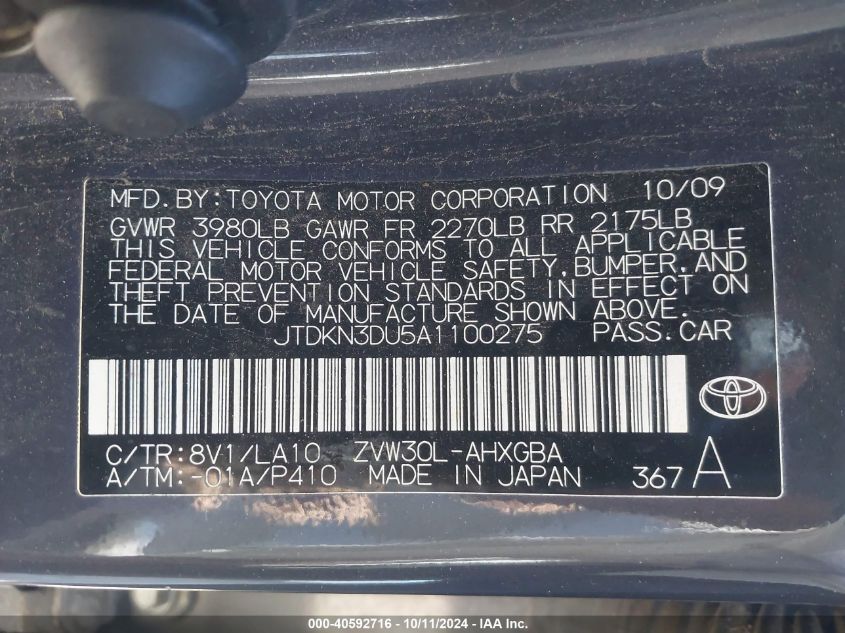 MFD. BY: TOYOTA MOTOR CORPORATION 10/09
GVWR 3980LB GAWR FR 2270LB RR 2175LB
THIS VEHICLE CONFORMS TO ALL APPLICABLE
FEDERAL MOTOR VEHICLE SAFETY, BUMPER, AND
THEFT PREVENTION STANDARDS IN EFFECT ON
THE DATE OF MANUFACTURE SHOWN ABOVE.
JTDKN3DU5A1100275 PASS. CAR
C/TR: 8V1/LA10 ZVW30L-AHXGBA
A/TM: -01A/P410 MADE IN JAPAN 367 A
000-40592716 - 10/11/2024 - IAA Inc.